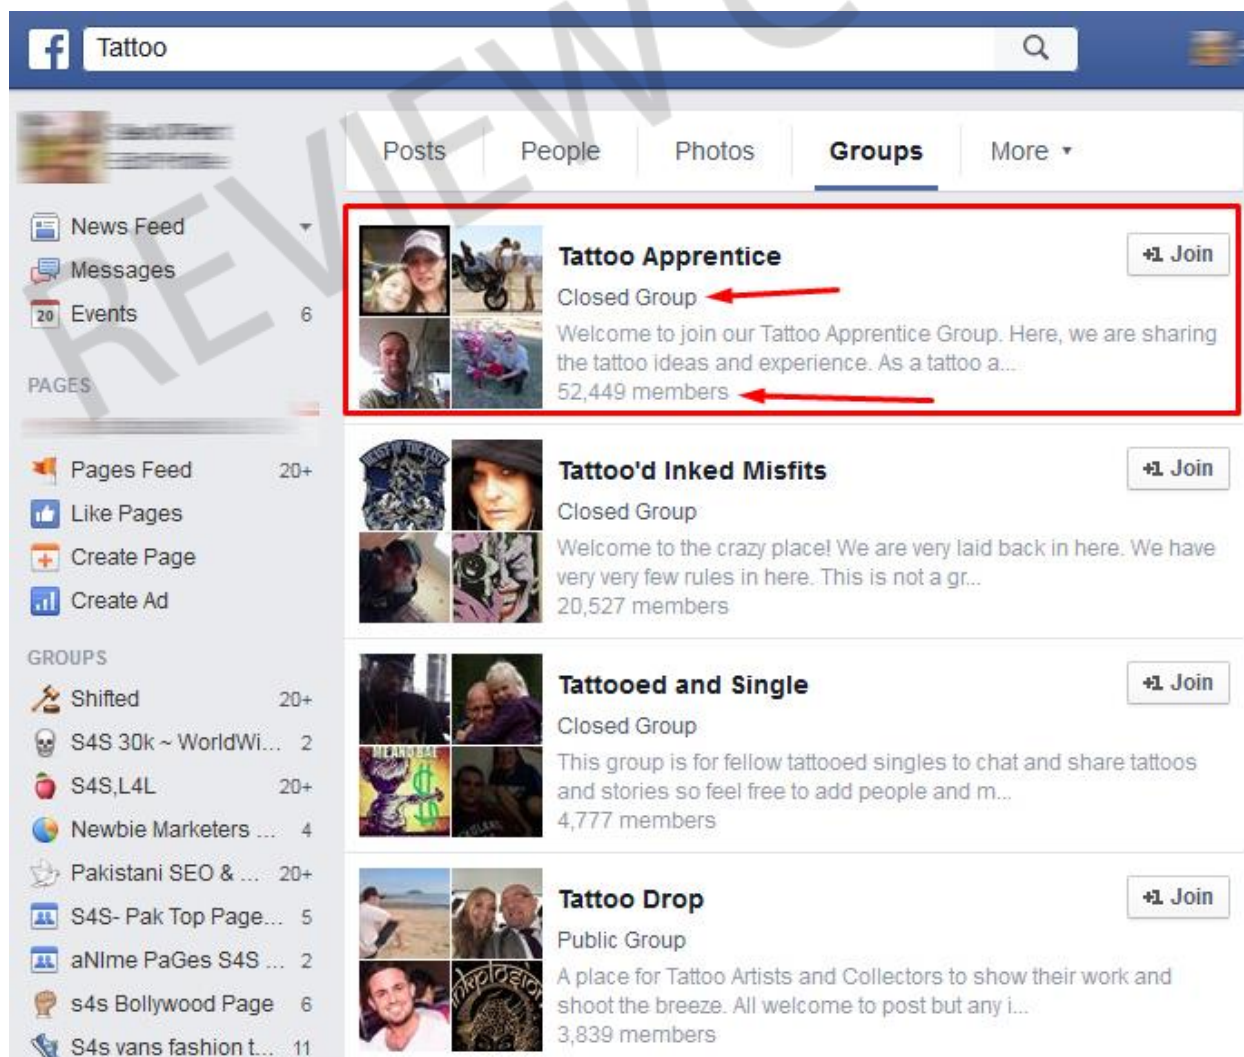 REVIEW C
f
Tattoo
Posts People Photos Groups More
News Feed
Messages
20 Events 6
PAGES
Pages Feed 20+
Like Pages
Create Page
Create Ad
GROUPS
Shifted 20+
S4S 30k ~ WorldWi... 2
S4S,L4L 20+
Newbie Marketers ... 4
Pakistani SEO & ... 20+
S4S- Pak Top Page... 5
aNIme PaGes S4S ... 2
s4s Bollywood Page 6
S4s vans fashion t... 11
Tattoo Apprentice
+1 Join
Closed Group
Welcome to join our Tattoo Apprentice Group. Here, we are sharing
the tattoo ideas and experience. As a tattoo a...
52,449 members
Tattoo'd Inked Misfits
+1 Join
Closed Group
Welcome to the crazy place! We are very laid back in here. We have
very very few rules in here. This is not a gr...
20,527 members
Tattooed and Single
+1 Join
Closed Group
This group is for fellow tattooed singles to chat and share tattoos
and stories so feel free to add people and m...
4,777 members
Tattoo Drop
+1 Join
Public Group
A place for Tattoo Artists and Collectors to show their work and
shoot the breeze. All welcome to post but any i...
3,839 members